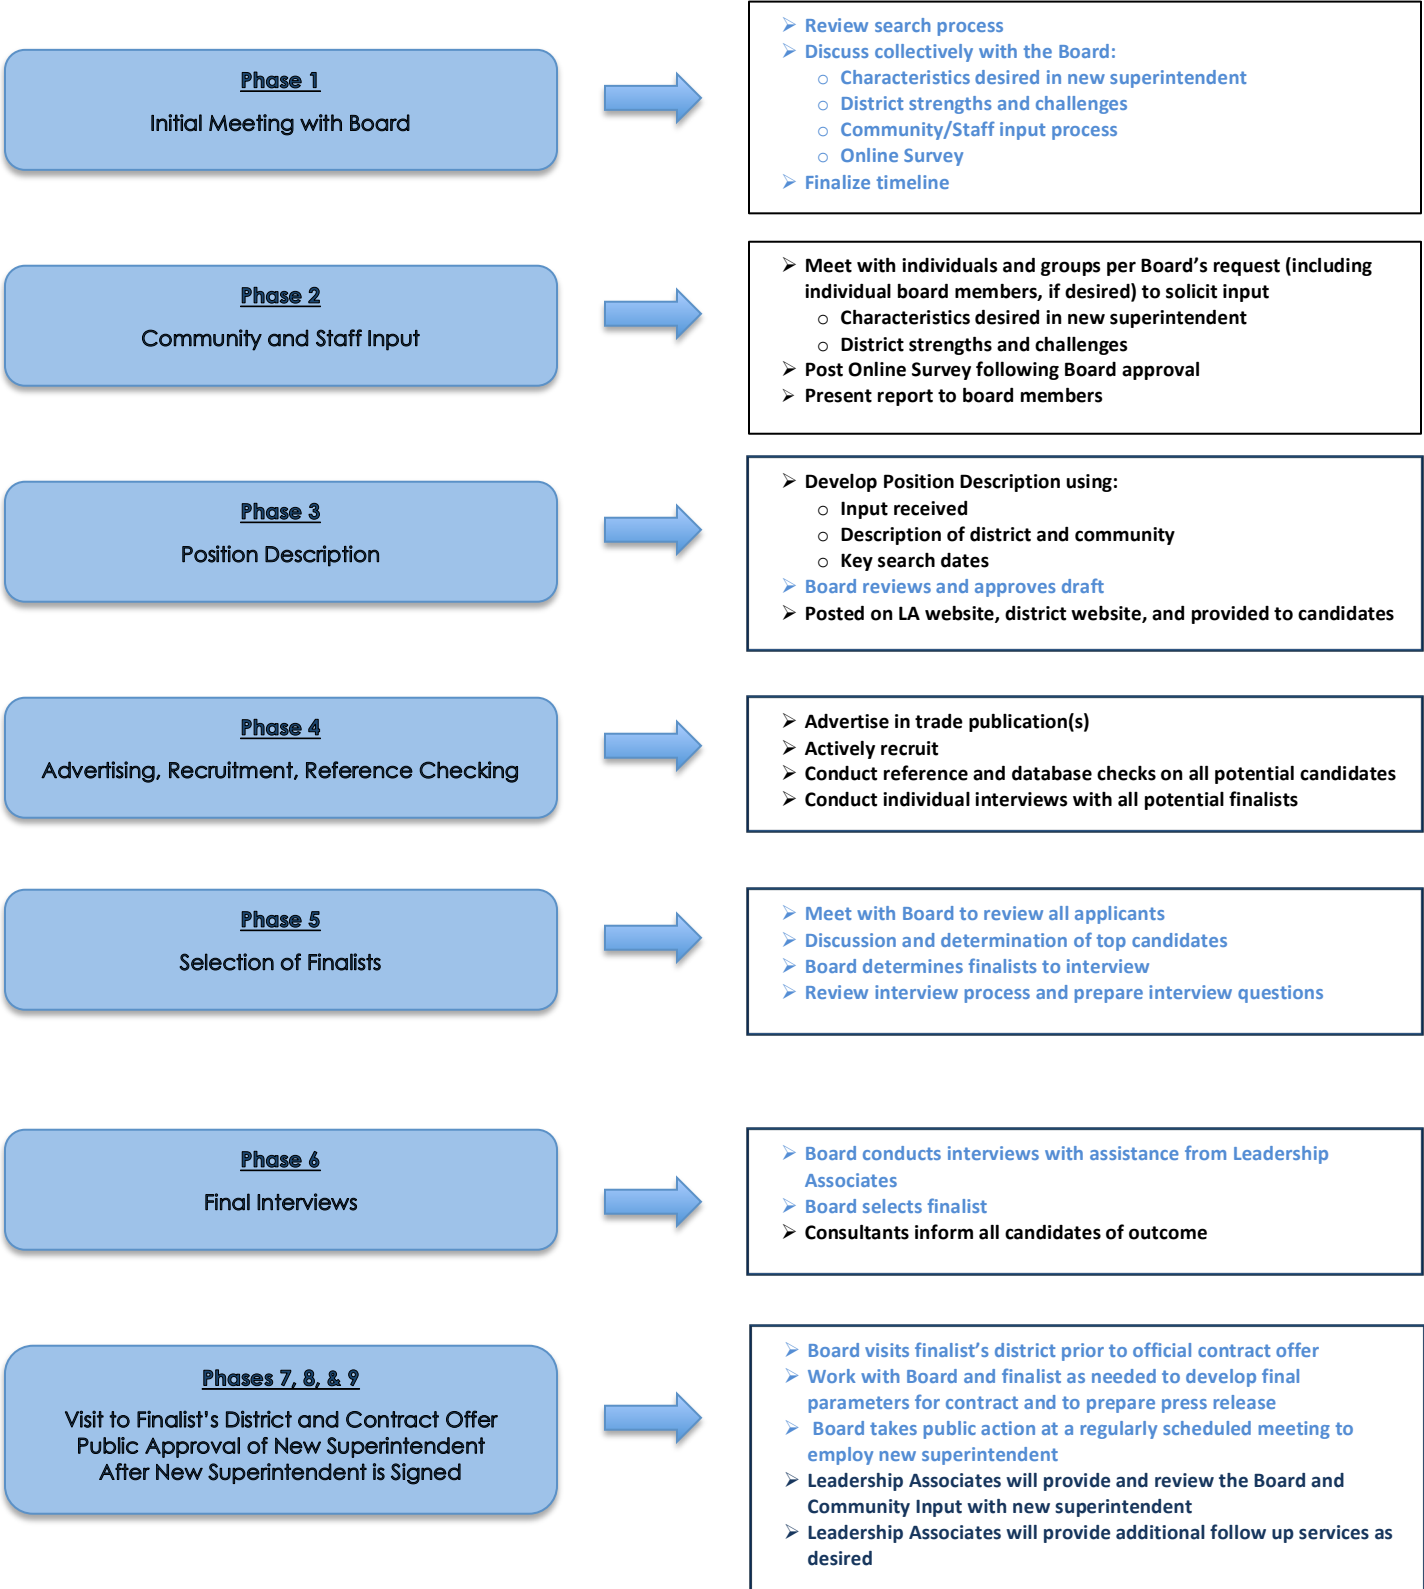 Phase 1
Initial Meeting with Board
➢ Review search process
➢ Discuss collectively with the Board:
o Characteristics desired in new superintendent
o District strengths and challenges
o Community/Staff input process
o Online Survey
➢ Finalize timeline
Phase 2
Community and Staff Input
➢ Meet with individuals and groups per Board’s request (including
individual board members, if desired) to solicit input
o Characteristics desired in new superintendent
o District strengths and challenges
➢ Post Online Survey following Board approval
➢ Present report to board members
Phase 3
Position Description
➢ Develop Position Description using:
o Input received
o Description of district and community
o Key search dates
➢ Board reviews and approves draft
➢ Posted on LA website, district website, and provided to candidates
Phase 4
Advertising, Recruitment, Reference Checking
➢ Advertise in trade publication(s)
➢ Actively recruit
➢ Conduct reference and database checks on all potential candidates
➢ Conduct individual interviews with all potential finalists
Phase 5
Selection of Finalists
➢ Meet with Board to review all applicants
➢ Discussion and determination of top candidates
➢ Board determines finalists to interview
➢ Review interview process and prepare interview questions
Phase 6
Final Interviews
➢ Board conducts interviews with assistance from Leadership
Associates
➢ Board selects finalist
➢ Consultants inform all candidates of outcome
Phases 7, 8, & 9
Visit to Finalist’s District and Contract Offer
Public Approval of New Superintendent
After New Superintendent is Signed
➢ Board visits finalist’s district prior to official contract offer
➢ Work with Board and finalist as needed to develop final
parameters for contract and to prepare press release
➢ Board takes public action at a regularly scheduled meeting to
employ new superintendent
➢ Leadership Associates will provide and review the Board and
Community Input with new superintendent
➢ Leadership Associates will provide additional follow up services as
desired